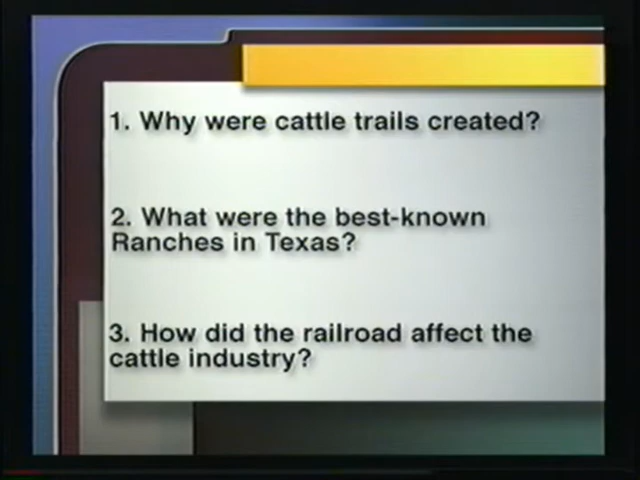 1. Why were cattle trails created?
2. What were the best-known
Ranches in Texas?
3. How did the railroad affect the
cattle industry?